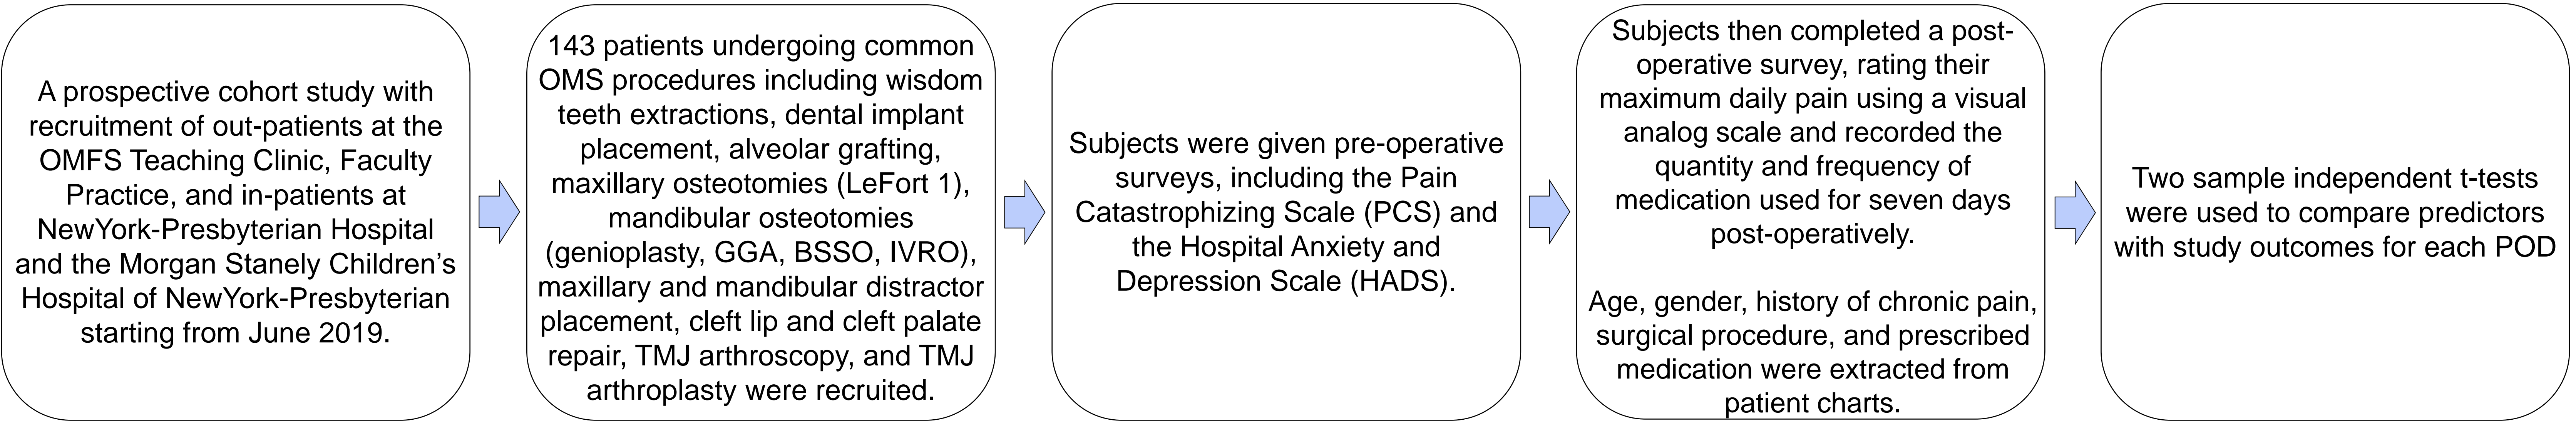 A prospective cohort study with
recruitment of out-patients at the
OMFS Teaching Clinic, Faculty
Practice, and in-patients at
NewYork-Presbyterian Hospital
and the Morgan Stanely Children's
Hospital of NewYork-Presbyterian
starting from June 2019.
143 patients undergoing common
OMS procedures including wisdom
teeth extractions, dental implant
placement, alveolar grafting,
maxillary osteotomies (LeFort 1),
mandibular osteotomies
(genioplasty, GGA, BSSO, IVRO),
maxillary and mandibular distractor
placement, cleft lip and cleft palate
repair, TMJ arthroscopy, and TMJ
arthroplasty were recruited.
Subjects were given pre-operative
surveys, including the Pain
Catastrophizing Scale (PCS) and
the Hospital Anxiety and
Depression Scale (HADS).
Subjects then completed a post-
operative survey, rating their
maximum daily pain using a visual
analog scale and recorded the
quantity and frequency of
medication used for seven days
post-operatively.
Age, gender, history of chronic pain,
surgical procedure, and prescribed
medication were extracted from
patient charts.
Two sample independent t-tests
were used to compare predictors
with study outcomes for each POD